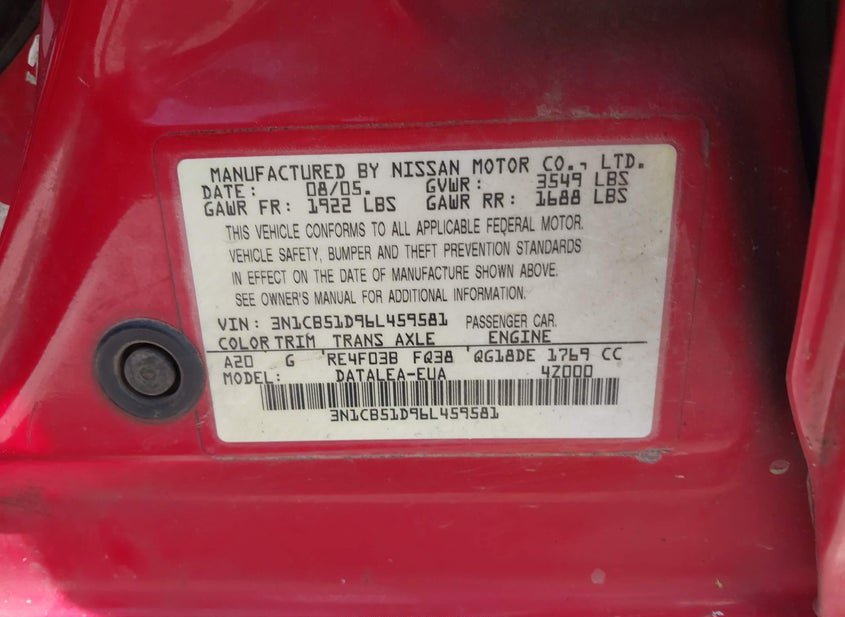 MANUFACTURED BY NISSAN MOTOR CO., LTD.
DATE: 08/05. GVWR: 3549 LBS
GAWR FR: 1922 LBS GAWR RR: 1688 LBS
THIS VEHICLE CONFORMS TO ALL APPLICABLE FEDERAL MOTOR.
VEHICLE SAFETY, BUMPER AND THEFT PREVENTION STANDARDS
IN EFFECT ON THE DATE OF MANUFACTURE SHOWN ABOVE.
SEE OWNER'S MANUAL FOR ADDITIONAL INFORMATION.
VIN: 3N1CB51D96L459581 PASSENGER CAR.
COLOR TRIM TRANS AXLE ENGINE
A20 G RE4F03B FQ38 QG18DE 1769 CC
MODEL: DATALEA-EUA 4Z000
3N1CB51D96L459581